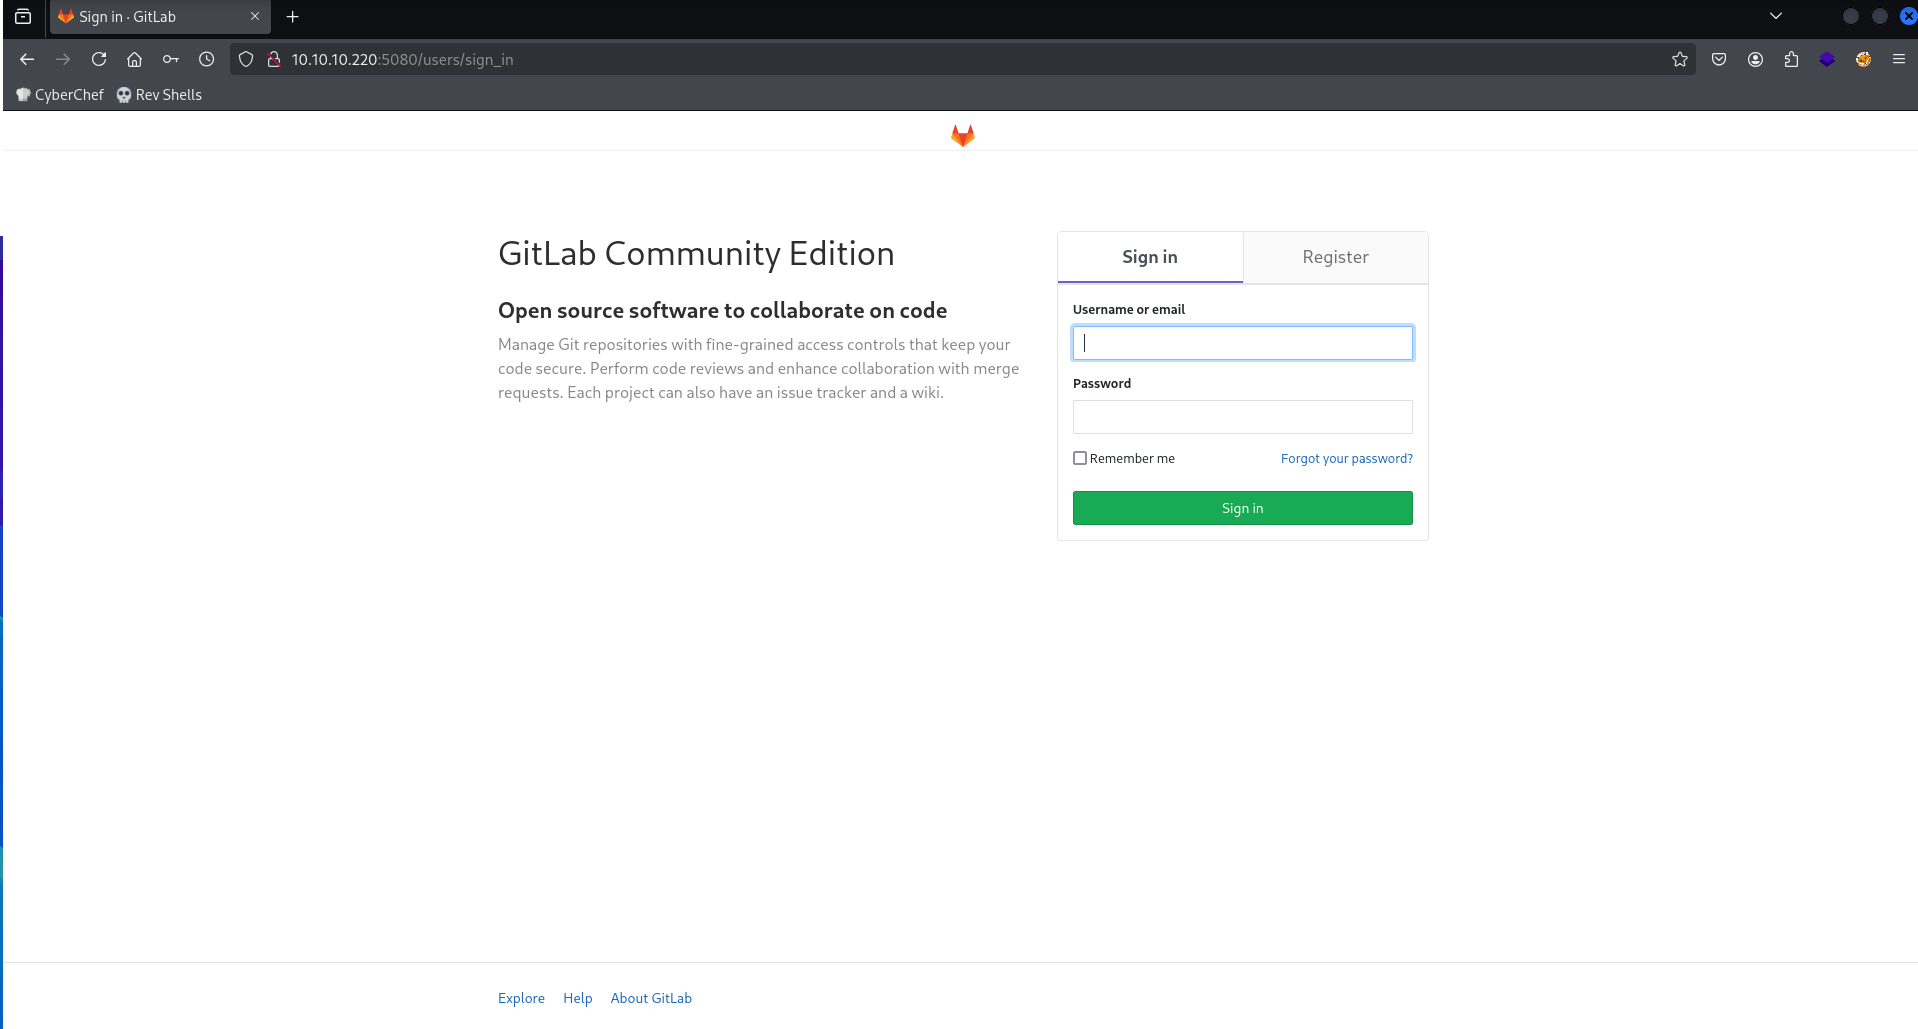 Sign in · GitLab
10.10.10.220:5080/users/sign_in
CyberChef Rev Shells
GitLab Community Edition
Open source software to collaborate on code
Manage Git repositories with fine-grained access controls that keep your
code secure. Perform code reviews and enhance collaboration with merge
requests. Each project can also have an issue tracker and a wiki.
Sign in Register
Username or email
Password
Remember me Forgot your password?
Sign in
Explore Help About GitLab